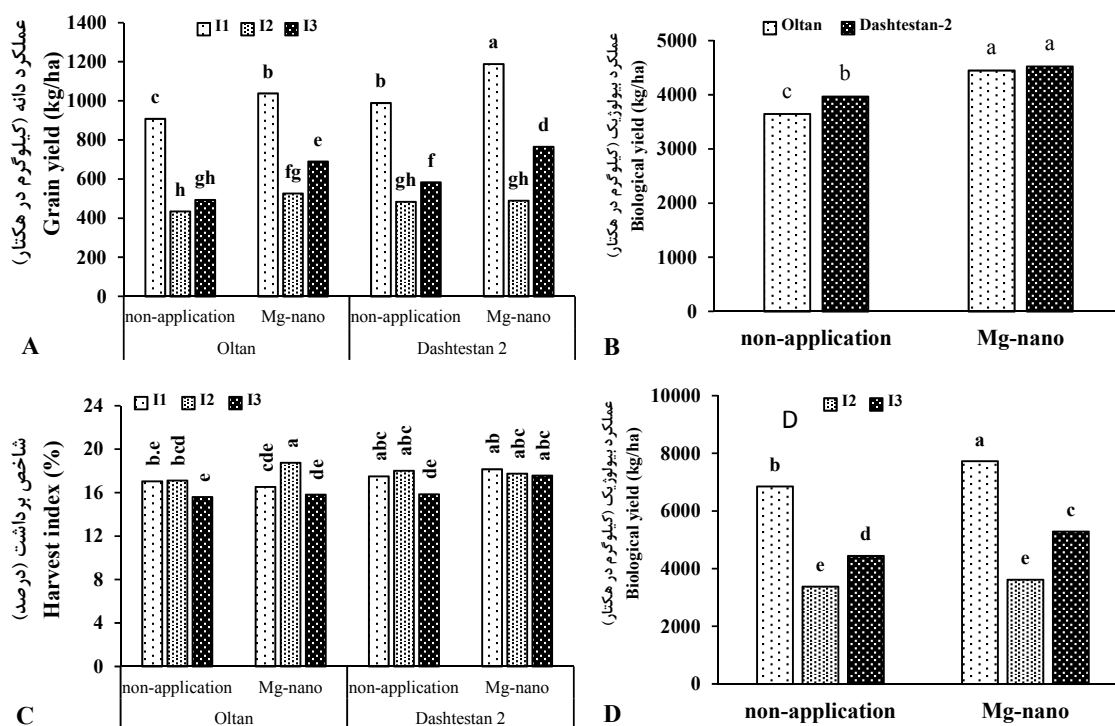 I1 I2 I3
عملکرد دانه (کیلوگرم در هکتار)
Grain yield (kg/ha)
1400
1200
1000
800
600
400
200
0
c h gh b fg e b gh f a gh d
non-application Mg-nano non-application Mg-nano
Oltan Dashtestan 2
A
Oltan Dashtestan-2
عملکرد بیولوژیک (کیلوگرم در هکتار)
Biological yield (kg/ha)
5000
4000
3000
2000
1000
0
c b a a
non-application Mg-nano
B
I1 I2 I3
شاخص برداشت (درصد)
Harvest index (%)
24
20
16
12
8
4
0
b.e bcd e cde a de abc abc de ab abc abc
non-application Mg-nano non-application Mg-nano
Oltan Dashtestan 2
C
I2 I3
D
عملکرد بیولوژیک (کیلوگرم در هکتار)
Biological yield (kg/ha)
10000
8000
6000
4000
2000
0
b e d a e c
non-application Mg-nano
D